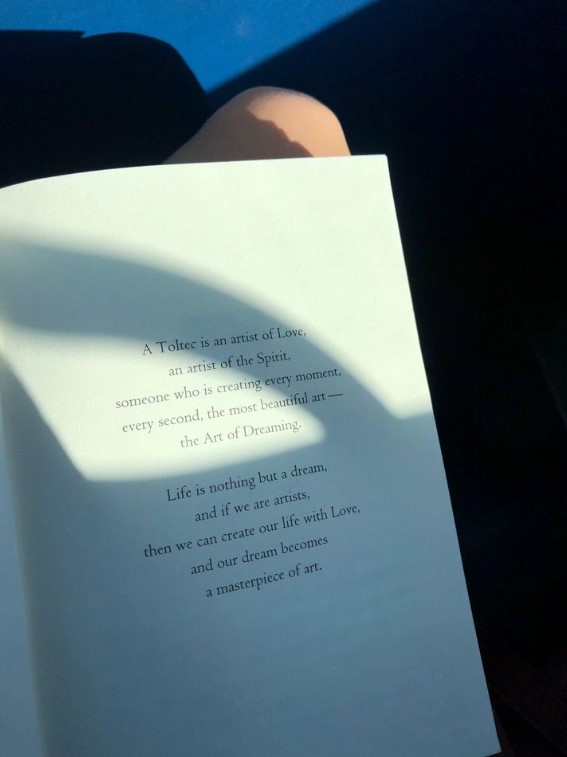 A Toltec is an artist of Love,
an artist of the Spirit,
someone who is creating every moment,
every second, the most beautiful art —
the Art of Dreaming.
Life is nothing but a dream,
and if we are artists,
then we can create our life with Love,
and our dream becomes
a masterpiece of art.